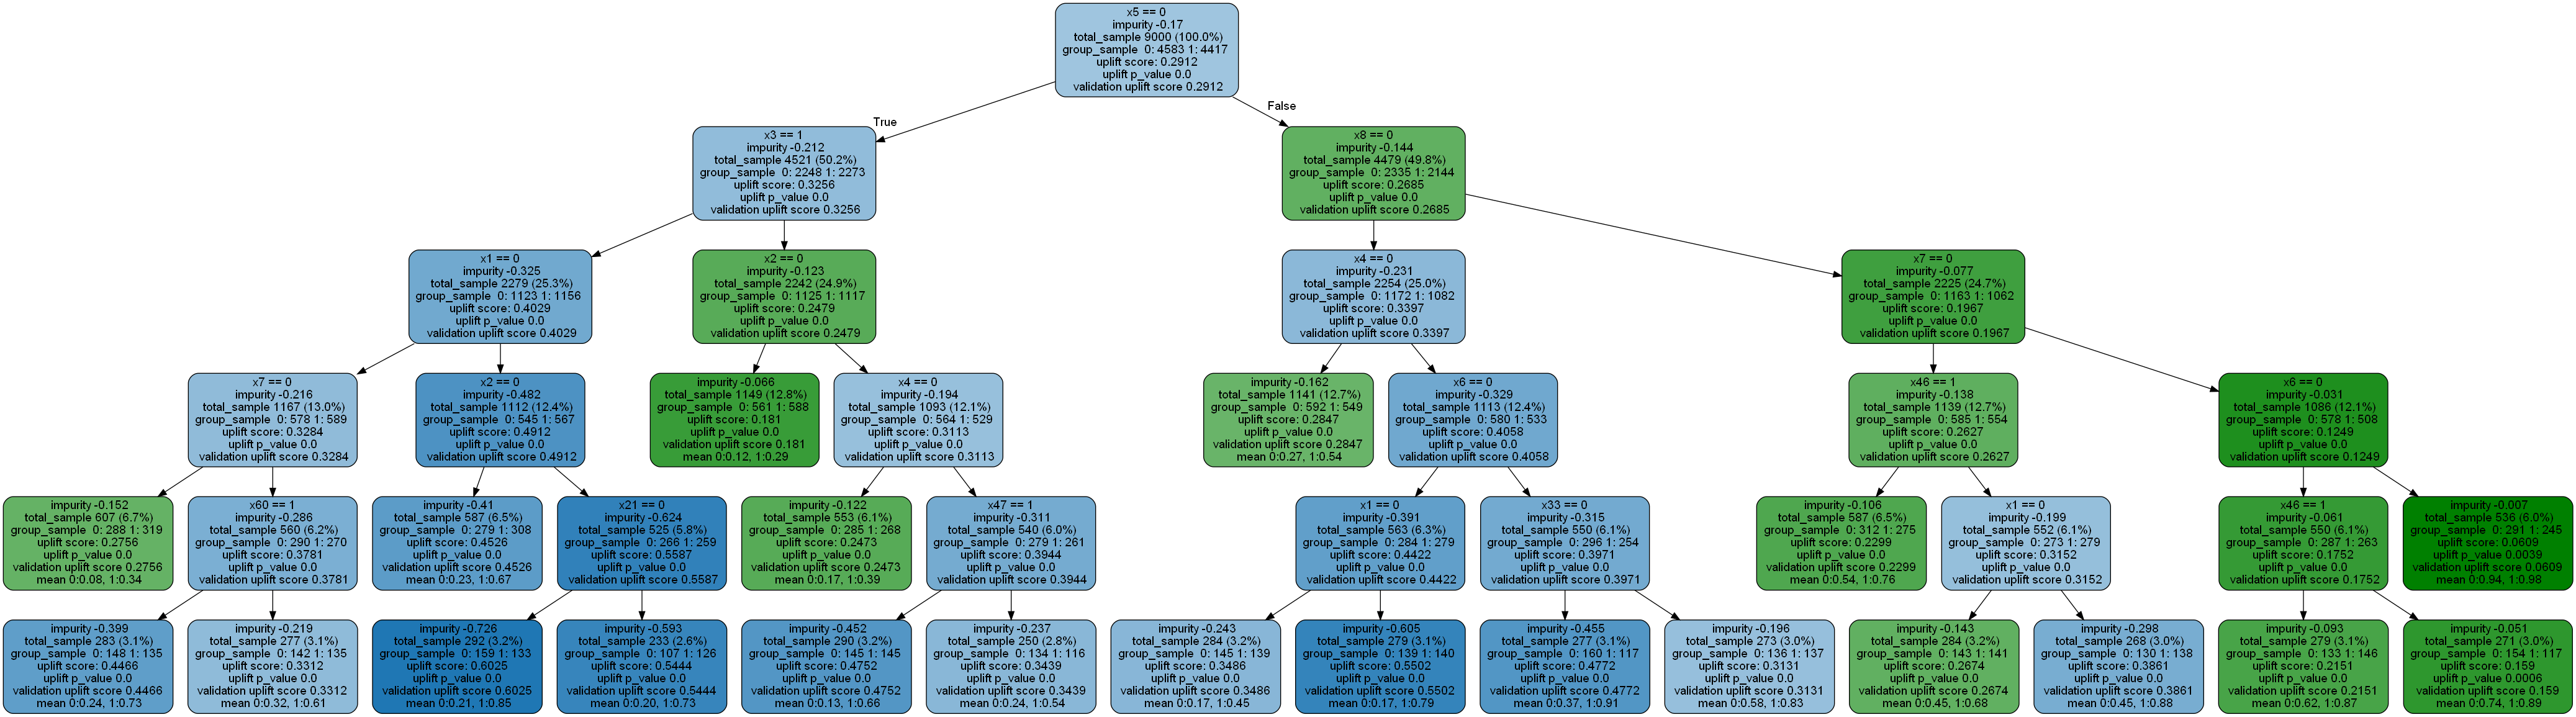 x5 == 0
impurity -0.17
total_sample 9000 (100.0%)
group_sample 0: 4583 1: 4417
uplift score: 0.2912
uplift p_value 0.0
validation uplift score 0.2912
True
False
x3 == 1
impurity -0.212
total_sample 4521 (50.2%)
group_sample 0: 2248 1: 2273
uplift score: 0.3256
uplift p_value 0.0
validation uplift score 0.3256
x8 == 0
impurity -0.144
total_sample 4479 (49.8%)
group_sample 0: 2335 1: 2144
uplift score: 0.2685
uplift p_value 0.0
validation uplift score 0.2685
x1 == 0
impurity -0.325
total_sample 2279 (25.3%)
group_sample 0: 1123 1: 1156
uplift score: 0.4029
uplift p_value 0.0
validation uplift score 0.4029
x2 == 0
impurity -0.123
total_sample 2242 (24.9%)
group_sample 0: 1125 1: 1117
uplift score: 0.2479
uplift p_value 0.0
validation uplift score 0.2479
x4 == 0
impurity -0.231
total_sample 2254 (25.0%)
group_sample 0: 1172 1: 1082
uplift score: 0.3397
uplift p_value 0.0
validation uplift score 0.3397
x7 == 0
impurity -0.077
total_sample 2225 (24.7%)
group_sample 0: 1163 1: 1062
uplift score: 0.1967
uplift p_value 0.0
validation uplift score 0.1967
x7 == 0
impurity -0.216
total_sample 1167 (13.0%)
group_sample 0: 578 1: 589
uplift score: 0.3284
uplift p_value 0.0
validation uplift score 0.3284
x2 == 0
impurity -0.482
total_sample 1112 (12.4%)
group_sample 0: 545 1: 567
uplift score: 0.4912
uplift p_value 0.0
validation uplift score 0.4912
impurity -0.066
total_sample 1149 (12.8%)
group_sample 0: 561 1: 588
uplift score: 0.181
uplift p_value 0.0
validation uplift score 0.181
mean 0:0.12, 1:0.29
x4 == 0
impurity -0.194
total_sample 1093 (12.1%)
group_sample 0: 564 1: 529
uplift score: 0.3113
uplift p_value 0.0
validation uplift score 0.3113
impurity -0.162
total_sample 1141 (12.7%)
group_sample 0: 592 1: 549
uplift score: 0.2847
uplift p_value 0.0
validation uplift score 0.2847
mean 0:0.27, 1:0.54
x6 == 0
impurity -0.329
total_sample 1113 (12.4%)
group_sample 0: 580 1: 533
uplift score: 0.4058
uplift p_value 0.0
validation uplift score 0.4058
x46 == 1
impurity -0.138
total_sample 1139 (12.7%)
group_sample 0: 585 1: 554
uplift score: 0.2627
uplift p_value 0.0
validation uplift score 0.2627
x6 == 0
impurity -0.031
total_sample 1086 (12.1%)
group_sample 0: 578 1: 508
uplift score: 0.1249
uplift p_value 0.0
validation uplift score 0.1249
impurity -0.152
total_sample 607 (6.7%)
group_sample 0: 288 1: 319
uplift score: 0.2756
uplift p_value 0.0
validation uplift score 0.2756
mean 0:0.08, 1:0.34
x60 == 1
impurity -0.286
total_sample 560 (6.2%)
group_sample 0: 290 1: 270
uplift score: 0.3781
uplift p_value 0.0
validation uplift score 0.3781
impurity -0.41
total_sample 587 (6.5%)
group_sample 0: 279 1: 308
uplift score: 0.4526
uplift p_value 0.0
validation uplift score 0.4526
mean 0:0.23, 1:0.67
x21 == 0
impurity -0.624
total_sample 525 (5.8%)
group_sample 0: 266 1: 259
uplift score: 0.5587
uplift p_value 0.0
validation uplift score 0.5587
impurity -0.122
total_sample 553 (6.1%)
group_sample 0: 285 1: 268
uplift score: 0.2473
uplift p_value 0.0
validation uplift score 0.2473
mean 0:0.17, 1:0.39
x47 == 1
impurity -0.311
total_sample 540 (6.0%)
group_sample 0: 279 1: 261
uplift score: 0.3944
uplift p_value 0.0
validation uplift score 0.3944
x1 == 0
impurity -0.391
total_sample 563 (6.3%)
group_sample 0: 284 1: 279
uplift score: 0.4422
uplift p_value 0.0
validation uplift score 0.4422
x33 == 0
impurity -0.315
total_sample 550 (6.1%)
group_sample 0: 296 1: 254
uplift score: 0.3971
uplift p_value 0.0
validation uplift score 0.3971
impurity -0.106
total_sample 587 (6.5%)
group_sample 0: 312 1: 275
uplift score: 0.2299
uplift p_value 0.0
validation uplift score 0.2299
mean 0:0.54, 1:0.76
x1 == 0
impurity -0.199
total_sample 552 (6.1%)
group_sample 0: 273 1: 279
uplift score: 0.3152
uplift p_value 0.0
validation uplift score 0.3152
x46 == 1
impurity -0.061
total_sample 550 (6.1%)
group_sample 0: 287 1: 263
uplift score: 0.1752
uplift p_value 0.0
validation uplift score 0.1752
impurity -0.007
total_sample 536 (6.0%)
group_sample 0: 291 1: 245
uplift score: 0.0609
uplift p_value 0.0039
validation uplift score 0.0609
mean 0:0.94, 1:0.98
impurity -0.399
total_sample 283 (3.1%)
group_sample 0: 148 1: 135
uplift score: 0.4466
uplift p_value 0.0
validation uplift score 0.4466
mean 0:0.24, 1:0.73
impurity -0.219
total_sample 277 (3.1%)
group_sample 0: 142 1: 135
uplift score: 0.3312
uplift p_value 0.0
validation uplift score 0.3312
mean 0:0.32, 1:0.61
impurity -0.726
total_sample 292 (3.2%)
group_sample 0: 159 1: 133
uplift score: 0.6025
uplift p_value 0.0
validation uplift score 0.6025
mean 0:0.21, 1:0.85
impurity -0.593
total_sample 233 (2.6%)
group_sample 0: 107 1: 126
uplift score: 0.5444
uplift p_value 0.0
validation uplift score 0.5444
mean 0:0.20, 1:0.73
impurity -0.452
total_sample 290 (3.2%)
group_sample 0: 145 1: 145
uplift score: 0.4752
uplift p_value 0.0
validation uplift score 0.4752
mean 0:0.13, 1:0.66
impurity -0.237
total_sample 250 (2.8%)
group_sample 0: 134 1: 116
uplift score: 0.3439
uplift p_value 0.0
validation uplift score 0.3439
mean 0:0.24, 1:0.54
impurity -0.243
total_sample 284 (3.2%)
group_sample 0: 145 1: 139
uplift score: 0.3486
uplift p_value 0.0
validation uplift score 0.3486
mean 0:0.17, 1:0.45
impurity -0.605
total_sample 279 (3.1%)
group_sample 0: 139 1: 140
uplift score: 0.5502
uplift p_value 0.0
validation uplift score 0.5502
mean 0:0.17, 1:0.79
impurity -0.455
total_sample 277 (3.1%)
group_sample 0: 160 1: 117
uplift score: 0.4772
uplift p_value 0.0
validation uplift score 0.4772
mean 0:0.37, 1:0.91
impurity -0.196
total_sample 273 (3.0%)
group_sample 0: 136 1: 137
uplift score: 0.3131
uplift p_value 0.0
validation uplift score 0.3131
mean 0:0.58, 1:0.83
impurity -0.143
total_sample 284 (3.2%)
group_sample 0: 143 1: 141
uplift score: 0.2674
uplift p_value 0.0
validation uplift score 0.2674
mean 0:0.45, 1:0.68
impurity -0.298
total_sample 268 (3.0%)
group_sample 0: 130 1: 138
uplift score: 0.3861
uplift p_value 0.0
validation uplift score 0.3861
mean 0:0.45, 1:0.88
impurity -0.093
total_sample 279 (3.1%)
group_sample 0: 133 1: 146
uplift score: 0.2151
uplift p_value 0.0
validation uplift score 0.2151
mean 0:0.62, 1:0.87
impurity -0.051
total_sample 271 (3.0%)
group_sample 0: 154 1: 117
uplift score: 0.159
uplift p_value 0.0006
validation uplift score 0.159
mean 0:0.74, 1:0.89